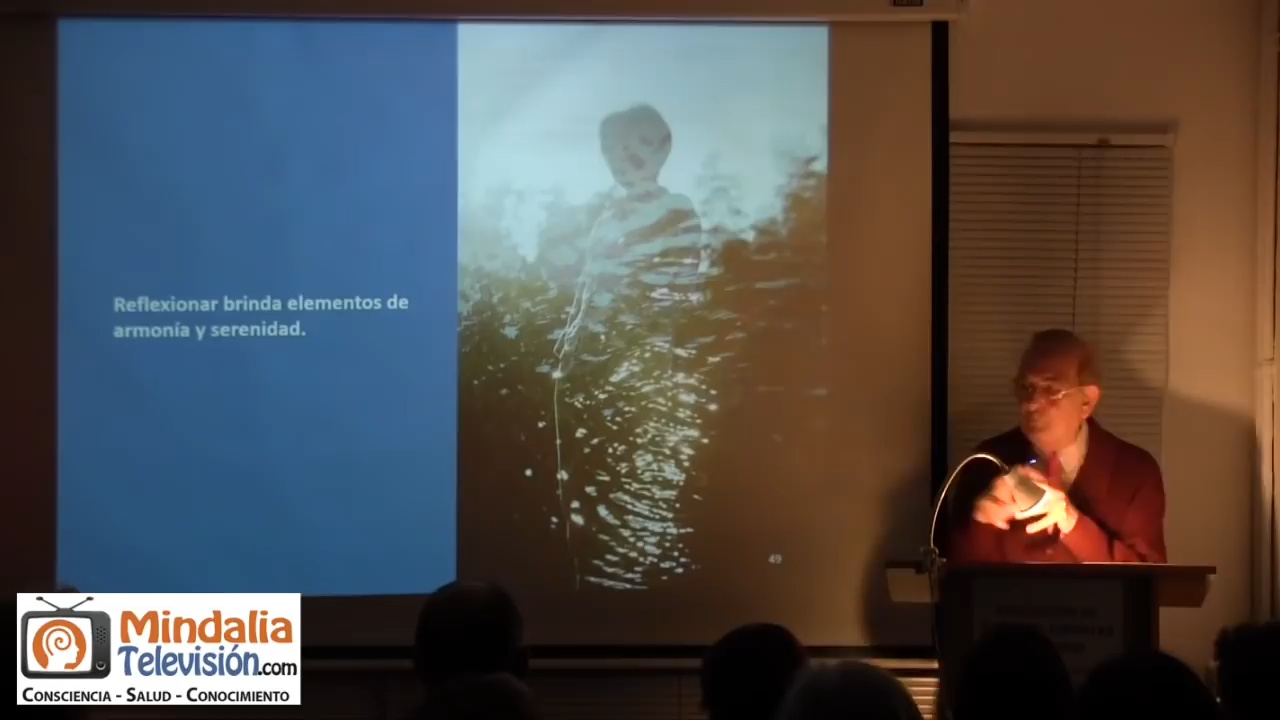 Reflexionar brinda elementos de
armonía y serenidad.
49
Mindalia
Televisión.com
Consciencia - Salud - Conocimiento